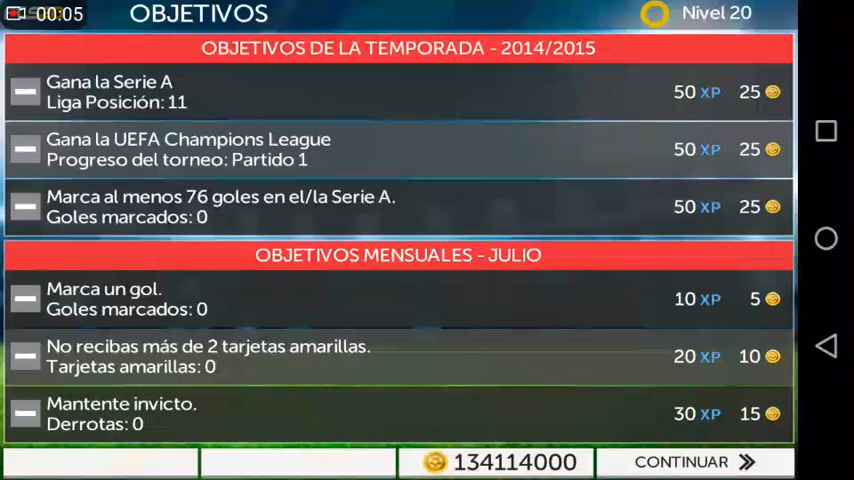 00:05
OBJETIVOS
Nivel 20
OBJETIVOS DE LA TEMPORADA - 2014/2015
Gana la Serie A
Liga Posición: 11
50 XP 25
Gana la UEFA Champions League
Progreso del torneo: Partido 1
50 XP 25
Marca al menos 76 goles en el/la Serie A.
Goles marcados: 0
50 XP 25
OBJETIVOS MENSUALES - JULIO
Marca un gol.
Goles marcados: 0
10 XP 5
No recibas más de 2 tarjetas amarillas.
Tarjetas amarillas: 0
20 XP 10
Mantente invicto.
Derrotas: 0
30 XP 15
134114000
CONTINUAR